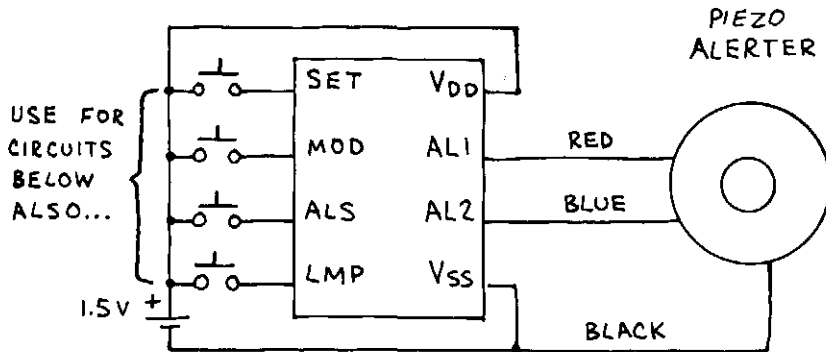 PIEZO
ALERTER
USE FOR
CIRCUITS
BELOW
ALSO...
SET
MOD
ALS
LMP
VDD
AL1
AL2
VSS
RED
BLUE
BLACK
1.5V +